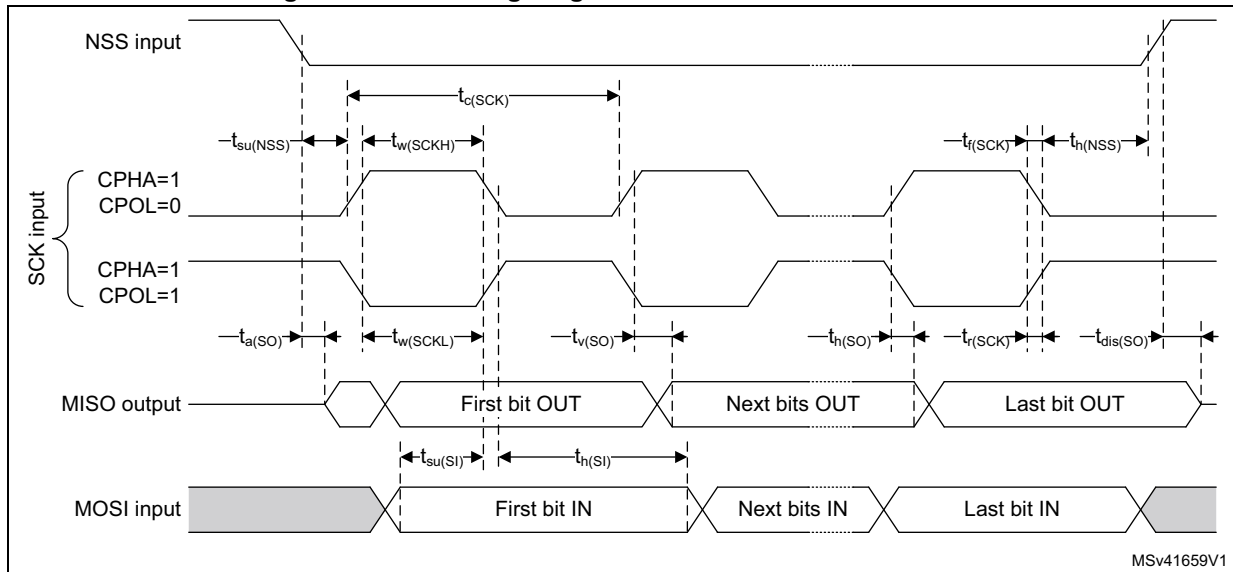 NSS input
tc(SCK)
tsu(NSS)
tw(SCKH)
tf(SCK)
th(NSS)
SCK input
CPHA=1
CPOL=0
CPHA=1
CPOL=1
ta(SO)
tw(SCKL)
tv(SO)
th(SO)
tr(SCK)
tdis(SO)
MISO output
First bit OUT
Next bits OUT
Last bit OUT
tsu(SI)
th(SI)
MOSI input
First bit IN
Next bits IN
Last bit IN
MSv41659V1